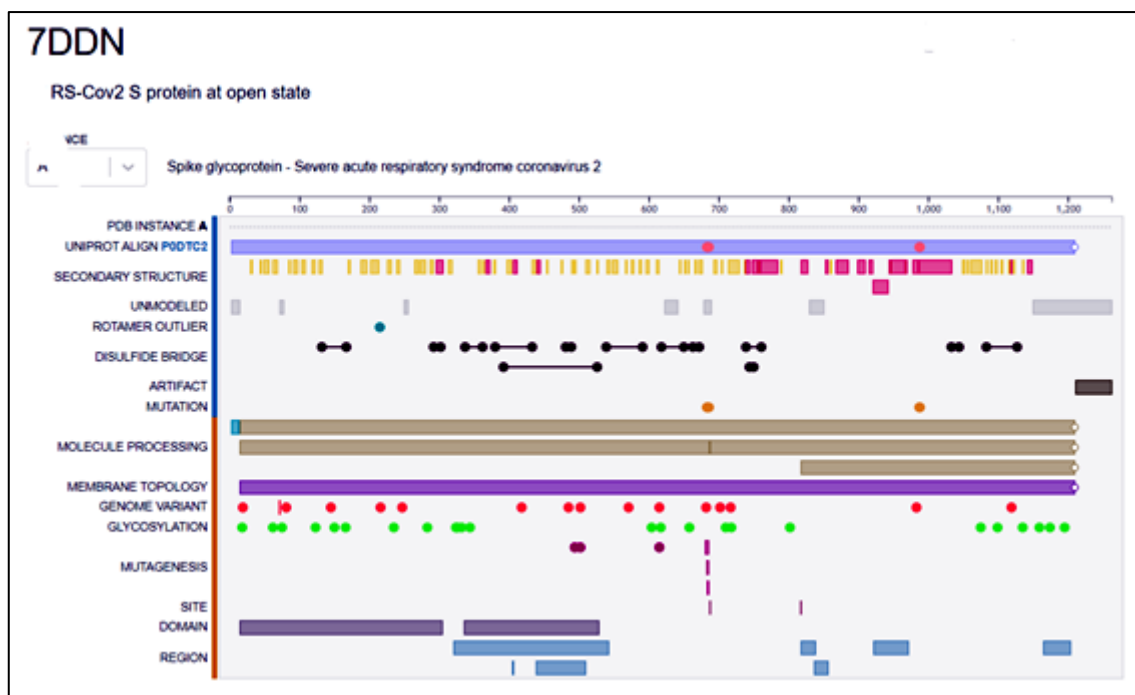 7DDN
RS-Cov2 S protein at open state
NCE
A
Spike glycoprotein - Severe acute respiratory syndrome coronavirus 2
0 100 200 300 400 500 600 700 800 900 1,000 1,100 1,200
PDB INSTANCE A
UNIPROT ALIGN P0DTC2
SECONDARY STRUCTURE
UNMODELED
ROTAMER OUTLIER
DISULFIDE BRIDGE
ARTIFACT
MUTATION
MOLECULE PROCESSING
MEMBRANE TOPOLOGY
GENOME VARIANT
GLYCOSYLATION
MUTAGENESIS
SITE
DOMAIN
REGION